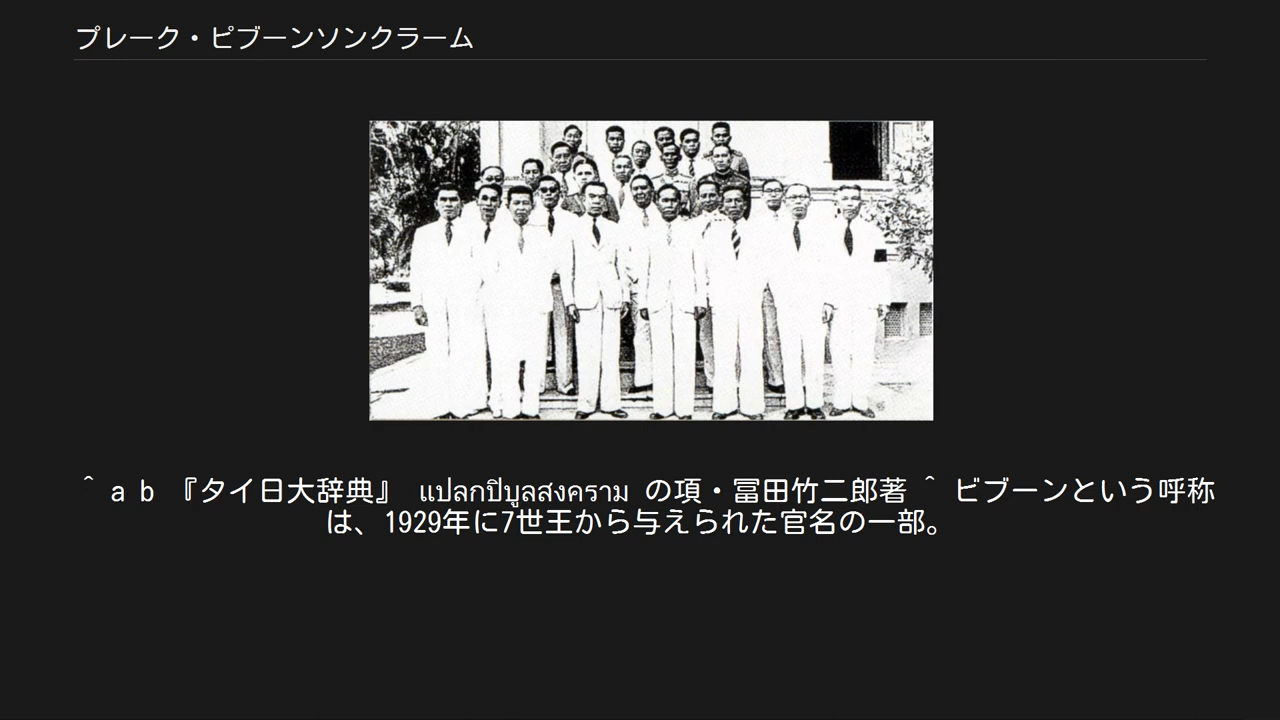 プレーク・ピブーンソンクラーム
^ a b 『タイ日大辞典』 แปลกปิบูลสงคราม の項・冨田竹二郎著 ^ ビブーンという呼称
は、1929年に7世王から与えられた官名の一部。